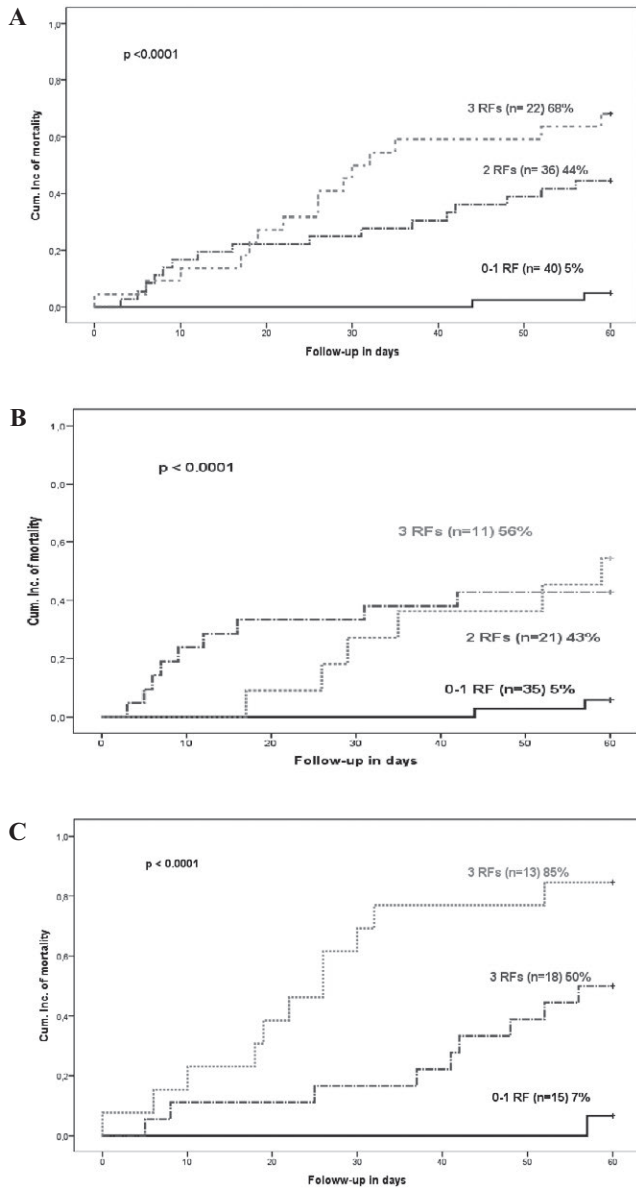 A
1,0
p <0.0001
0,8
3 RFs (n= 22) 68%
0,6
2 RFs (n= 36) 44%
0,4
0,2
0-1 RF (n= 40) 5%
0,0
Cum. Inc of mortality
0 10 20 30 40 50 60
Follow-up in days
B
1,0
p < 0.0001
0,8
3 RFs (n=11) 56%
0,6
0,4
2 RFs (n=21) 43%
0,2
0-1 RF (n=35) 5%
0,0
Cum. Inc. of mortality
0 10 20 30 40 50 60
Follow-up in days
C
1,0
p < 0.0001
3 RFs (n=13) 85%
0,8
0,6
3 RFs (n=18) 50%
0,4
0,2
0-1 RF (n=15) 7%
0,0
Cum. Inc. of mortality
0 10 20 30 40 50 60
Foloww-up in days